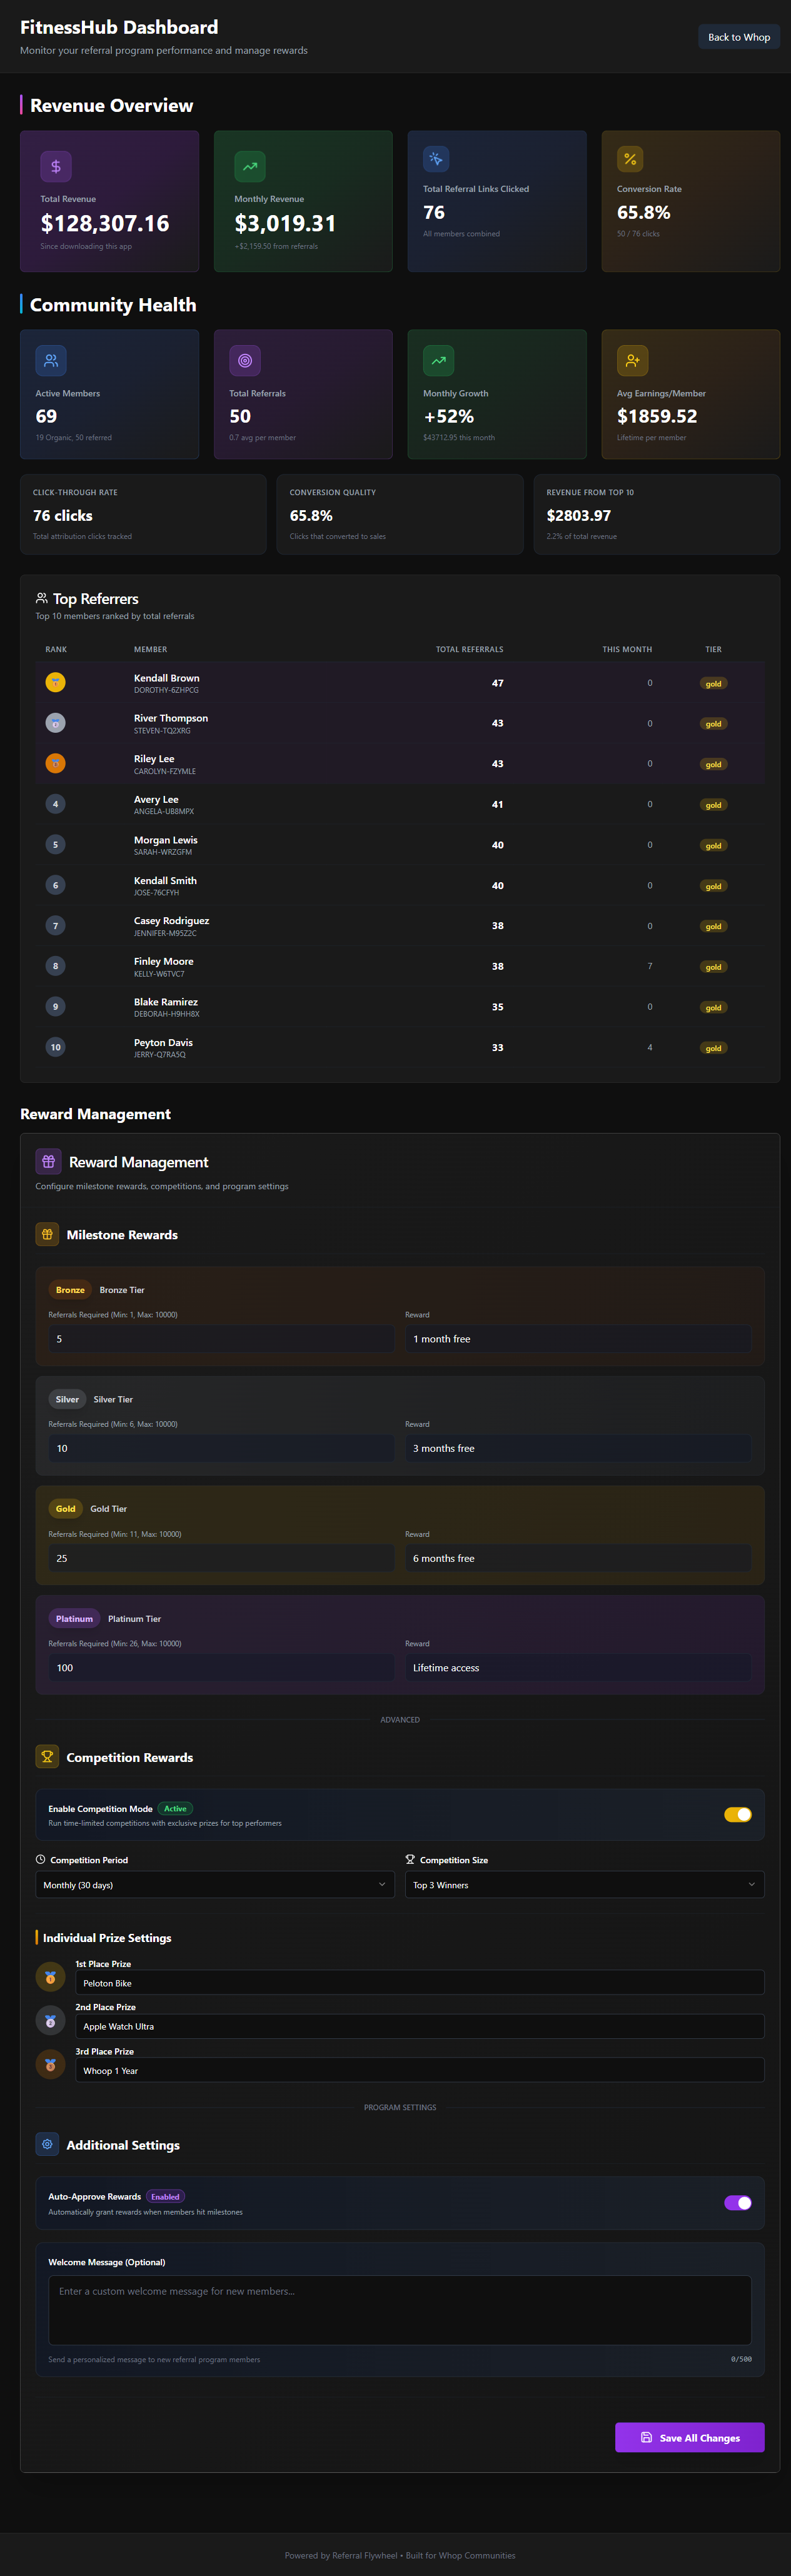 FitnessHub Dashboard
Monitor your referral program performance and manage rewards
Back to Whop
Revenue Overview
Total Revenue
$128,307.16
Since downloading this app
Monthly Revenue
$3,019.31
+$2,159.50 from referrals
Total Referral Links Clicked
76
All members combined
Conversion Rate
65.8%
50 / 76 clicks
Community Health
Active Members
69
19 Organic, 50 referred
Total Referrals
50
0.7 avg per member
Monthly Growth
+52%
$43712.95 this month
Avg Earnings/Member
$1859.52
Lifetime per member
CLICK-THROUGH RATE
76 clicks
Total attribution clicks tracked
CONVERSION QUALITY
65.8%
Clicks that converted to sales
REVENUE FROM TOP 10
$2803.97
2.2% of total revenue
Top Referrers
Top 10 members ranked by total referrals
RANK MEMBER TOTAL REFERRALS THIS MONTH TIER
Kendall Brown 47 0 gold
DOROTHY-6ZHPCG
River Thompson 43 0 gold
STEVEN-TQ2XRG
Riley Lee 43 0 gold
CAROLYN-FZYMLE
4 Avery Lee 41 0 gold
ANGELA-UB8MPX
5 Morgan Lewis 40 0 gold
SARAH-WRZGFM
6 Kendall Smith 40 0 gold
JOSE-76CFYH
7 Casey Rodriguez 38 0 gold
JENNIFER-M95Z2C
8 Finley Moore 38 7 gold
KELLY-W6TVC7
9 Blake Ramirez 35 0 gold
DEBORAH-H9HH8X
10 Peyton Davis 33 4 gold
JERRY-Q7RA5Q
Reward Management
Reward Management
Configure milestone rewards, competitions, and program settings
Milestone Rewards
Bronze Bronze Tier
Referrals Required (Min: 1, Max: 10000) Reward
5 1 month free
Silver Silver Tier
Referrals Required (Min: 6, Max: 10000) Reward
10 3 months free
Gold Gold Tier
Referrals Required (Min: 11, Max: 10000) Reward
25 6 months free
Platinum Platinum Tier
Referrals Required (Min: 26, Max: 10000) Reward
100 Lifetime access
ADVANCED
Competition Rewards
Enable Competition Mode Active
Run time-limited competitions with exclusive prizes for top performers
Competition Period Competition Size
Monthly (30 days) Top 3 Winners
Individual Prize Settings
1st Place Prize
Peloton Bike
2nd Place Prize
Apple Watch Ultra
3rd Place Prize
Whoop 1 Year
PROGRAM SETTINGS
Additional Settings
Auto-Approve Rewards Enabled
Automatically grant rewards when members hit milestones
Welcome Message (Optional)
Enter a custom welcome message for new members...
Send a personalized message to new referral program members 0/500
Save All Changes
Powered by Referral Flywheel • Built for Whop Communities